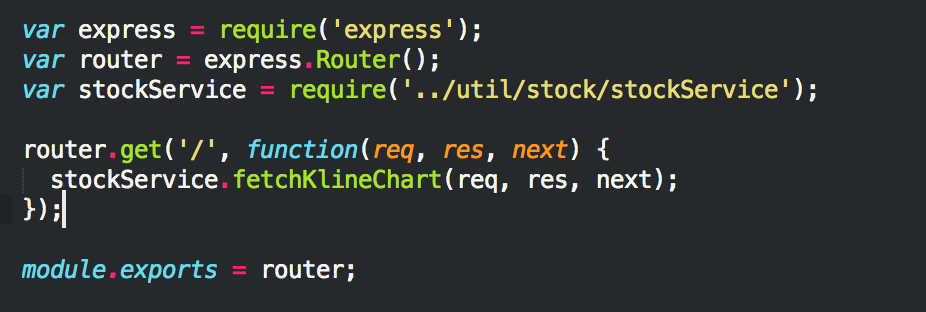 var express = require('express');
var router = express.Router();
var stockService = require('../util/stock/stockService');
router.get('/', function(req, res, next) {
  stockService.fetchKlineChart(req, res, next);
});
module.exports = router;